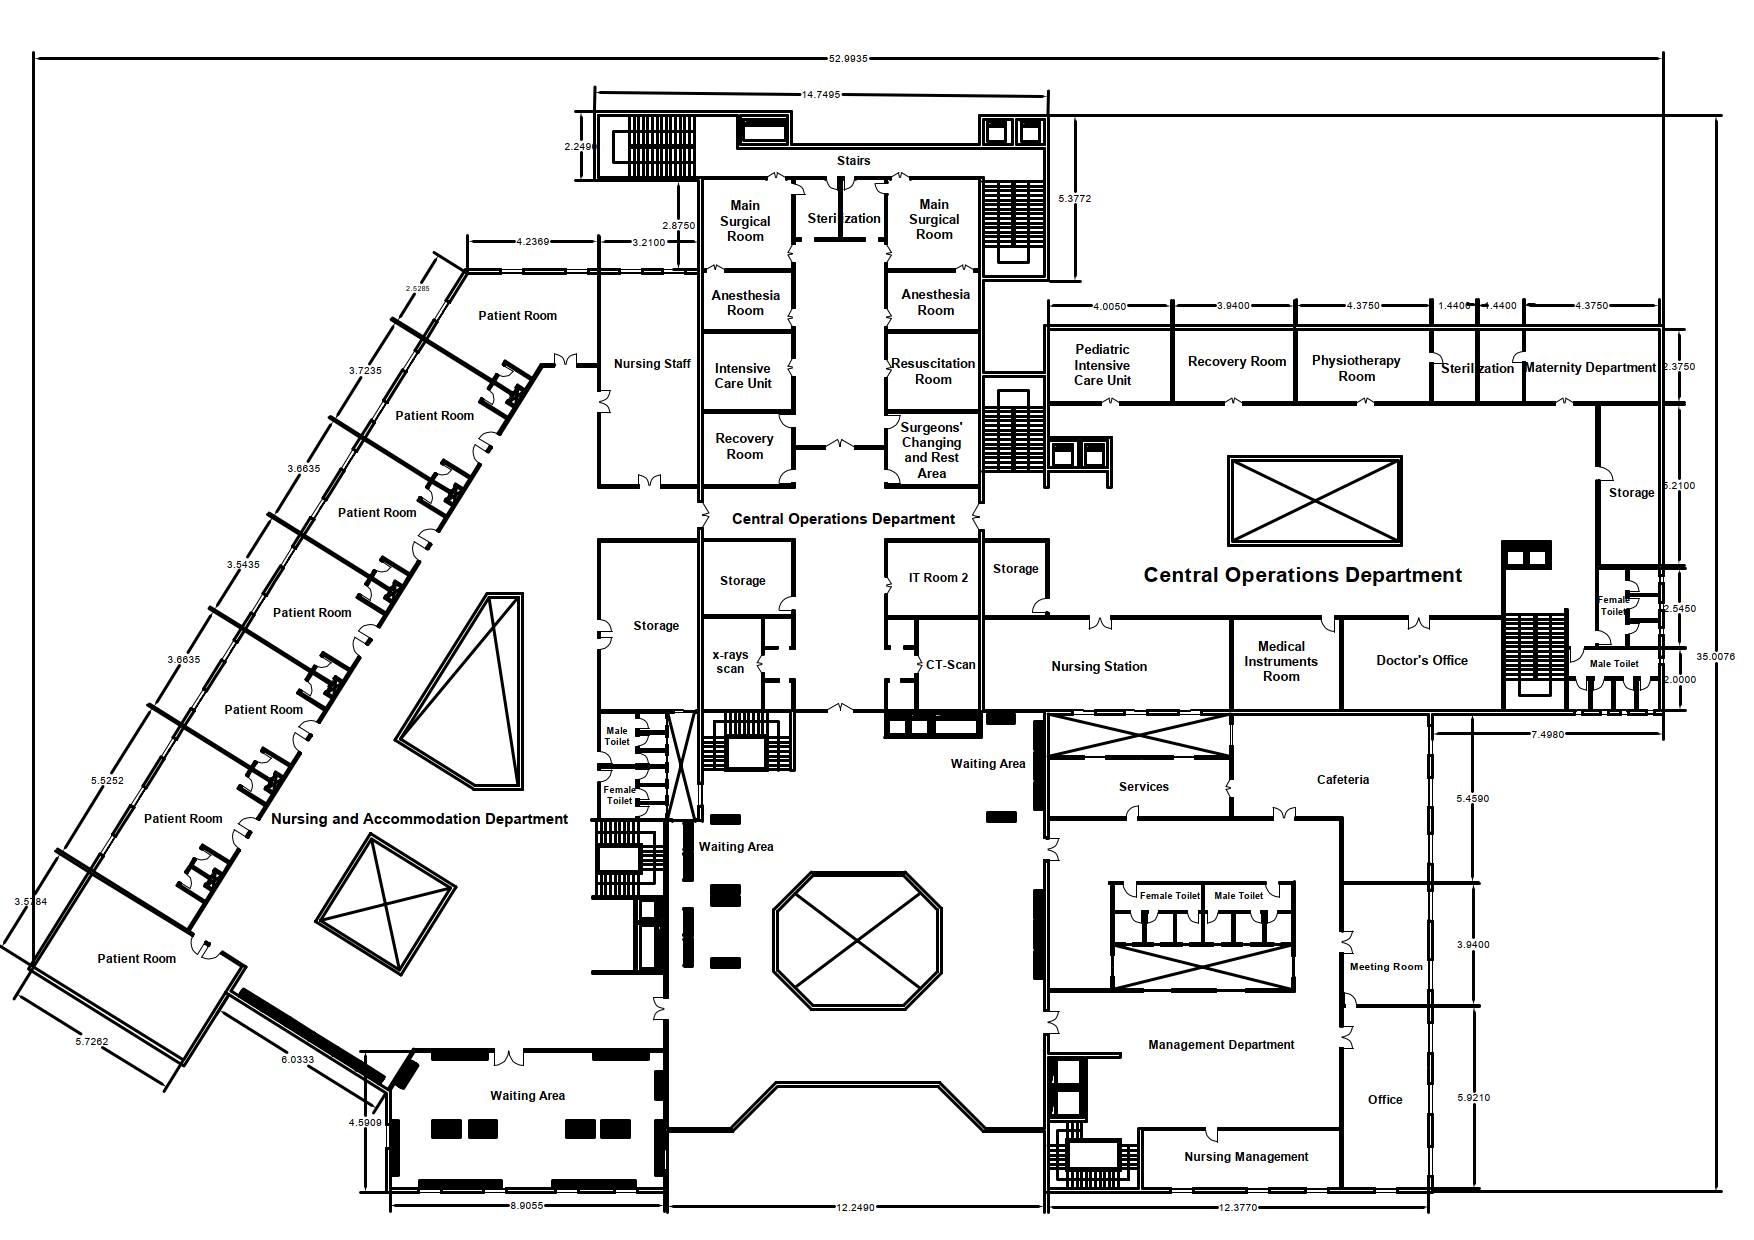 52.9935
14.7495
2.2490
Stairs
5.3772
2.8750
Main
Surgical
Room
Sterilization
Main
Surgical
Room
4.2369
3.2100
2.5285
Patient Room
Anesthesia
Room
Anesthesia
Room
4.0050
3.9400
4.3750
1.4400
1.4400
4.3750
3.7235
Nursing Staff
Intensive
Care Unit
Resuscitation
Room
Pediatric
Intensive
Care Unit
Recovery Room
Physiotherapy
Room
Sterilization
Maternity Department
2.3750
Patient Room
Recovery
Room
Surgeons'
Changing
and Rest
Area
3.6635
Patient Room
Storage
5.2100
Central Operations Department
3.5435
Storage
IT Room 2
Storage
Central Operations Department
Patient Room
Storage
Female
Toilet
2.5450
3.6635
x-rays
scan
CT-Scan
Nursing Station
Medical
Instruments
Room
Doctor's Office
Male Toilet
35.0076
2.0000
Patient Room
Male
Toilet
7.4980
5.5252
Waiting Area
Services
Cafeteria
5.4590
Female
Toilet
Patient Room
Nursing and Accommodation Department
Waiting Area
3.5784
Female Toilet
Male Toilet
3.9400
Patient Room
Meeting Room
5.7262
6.0333
Management Department
Waiting Area
Office
5.9210
4.5909
Nursing Management
8.9055
12.2490
12.3770